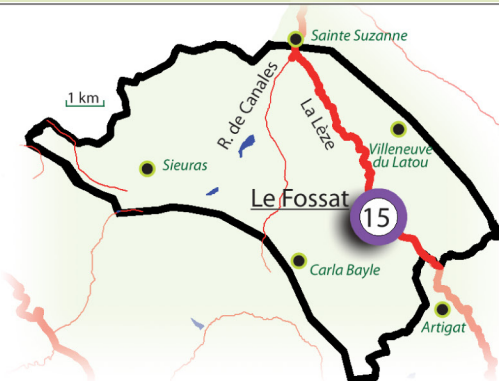 Sainte Suzanne
1 km
R. de Canales
La Lèze
Villeneuve
du Latou
Sieuras
Le Fossat
15
Carla Bayle
Artigat